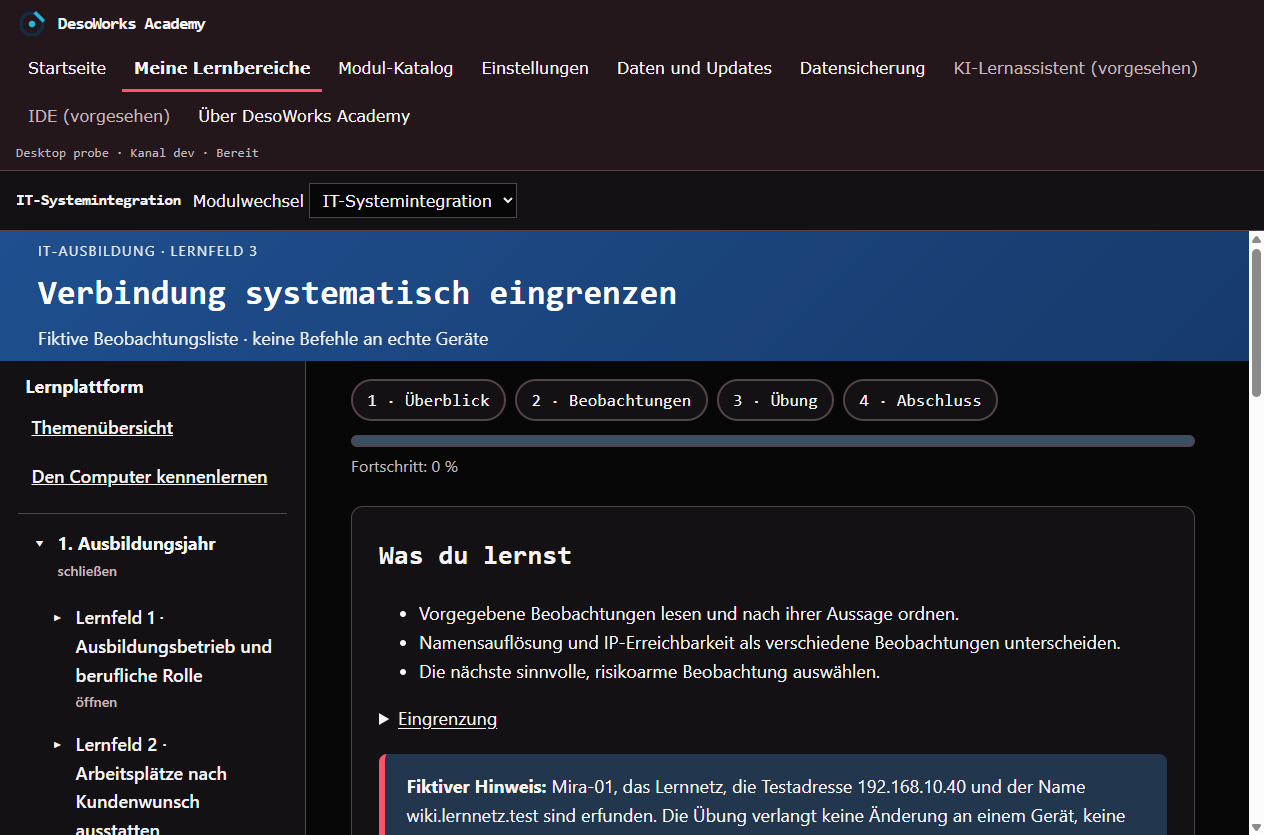 DesoWorks Academy
Startseite Meine Lernbereiche Modul-Katalog Einstellungen Daten und Updates Datensicherung KI-Lernassistent (vorgesehen)
IDE (vorgesehen) Über DesoWorks Academy
Desktop probe · Kanal dev · Bereit
IT-Systemintegration Modulwechsel IT-Systemintegration
IT-AUSBILDUNG · LERNFELD 3
Verbindung systematisch eingrenzen
Fiktive Beobachtungsliste · keine Befehle an echte Geräte
Lernplattform
Themenübersicht
Den Computer kennenlernen
1. Ausbildungsjahr
schließen
Lernfeld 1 ·
Ausbildungsbetrieb und
berufliche Rolle
öffnen
Lernfeld 2 ·
Arbeitsplätze nach
Kundenwunsch
ausstatten
1 · Überblick 2 · Beobachtungen 3 · Übung 4 · Abschluss
Fortschritt: 0 %
Was du lernst
• Vorgegebene Beobachtungen lesen und nach ihrer Aussage ordnen.
• Namensauflösung und IP-Erreichbarkeit als verschiedene Beobachtungen unterscheiden.
• Die nächste sinnvolle, risikoarme Beobachtung auswählen.
Eingrenzung
Fiktiver Hinweis: Mira-01, das Lernnetz, die Testadresse 192.168.10.40 und der Name
wiki.lernnetz.test sind erfunden. Die Übung verlangt keine Änderung an einem Gerät, keine